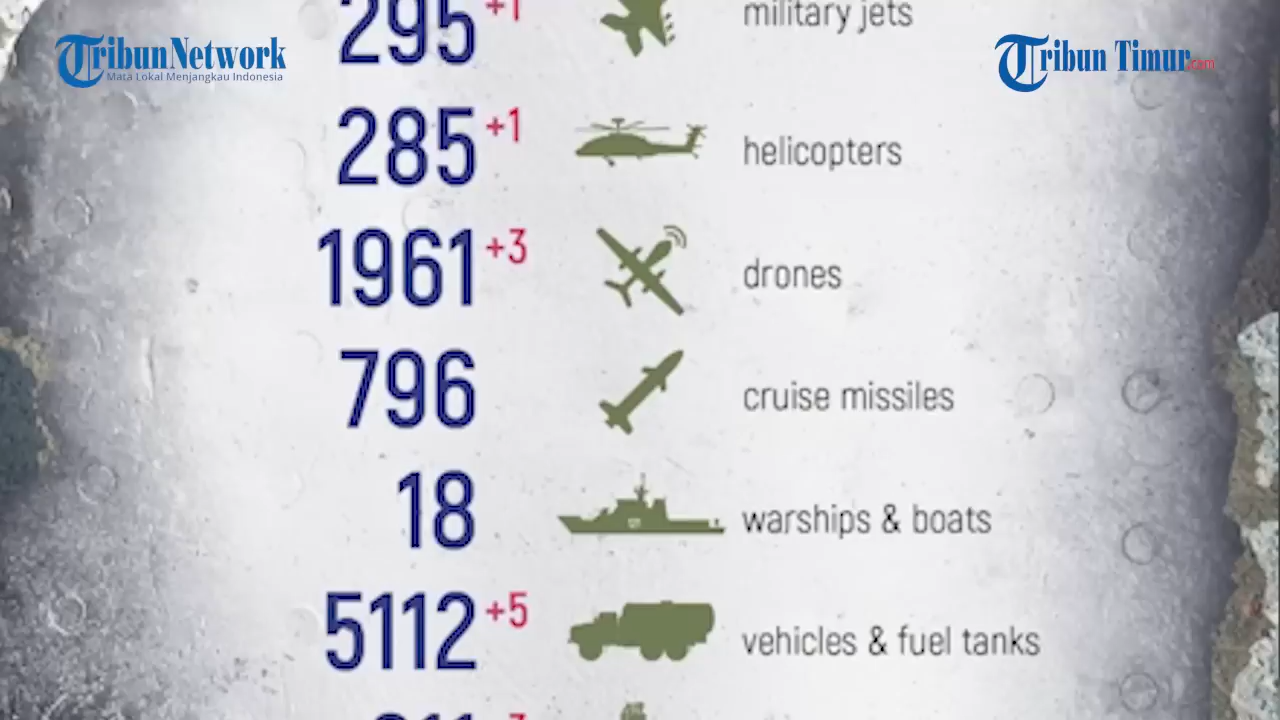 295 +1 military jets
TribunNetwork
Mata Lokal Menjangkau Indonesia
Tribun Timur.com
285 +1 helicopters
1961 +3 drones
796 cruise missiles
18 warships & boats
5112 +5 vehicles & fuel tanks